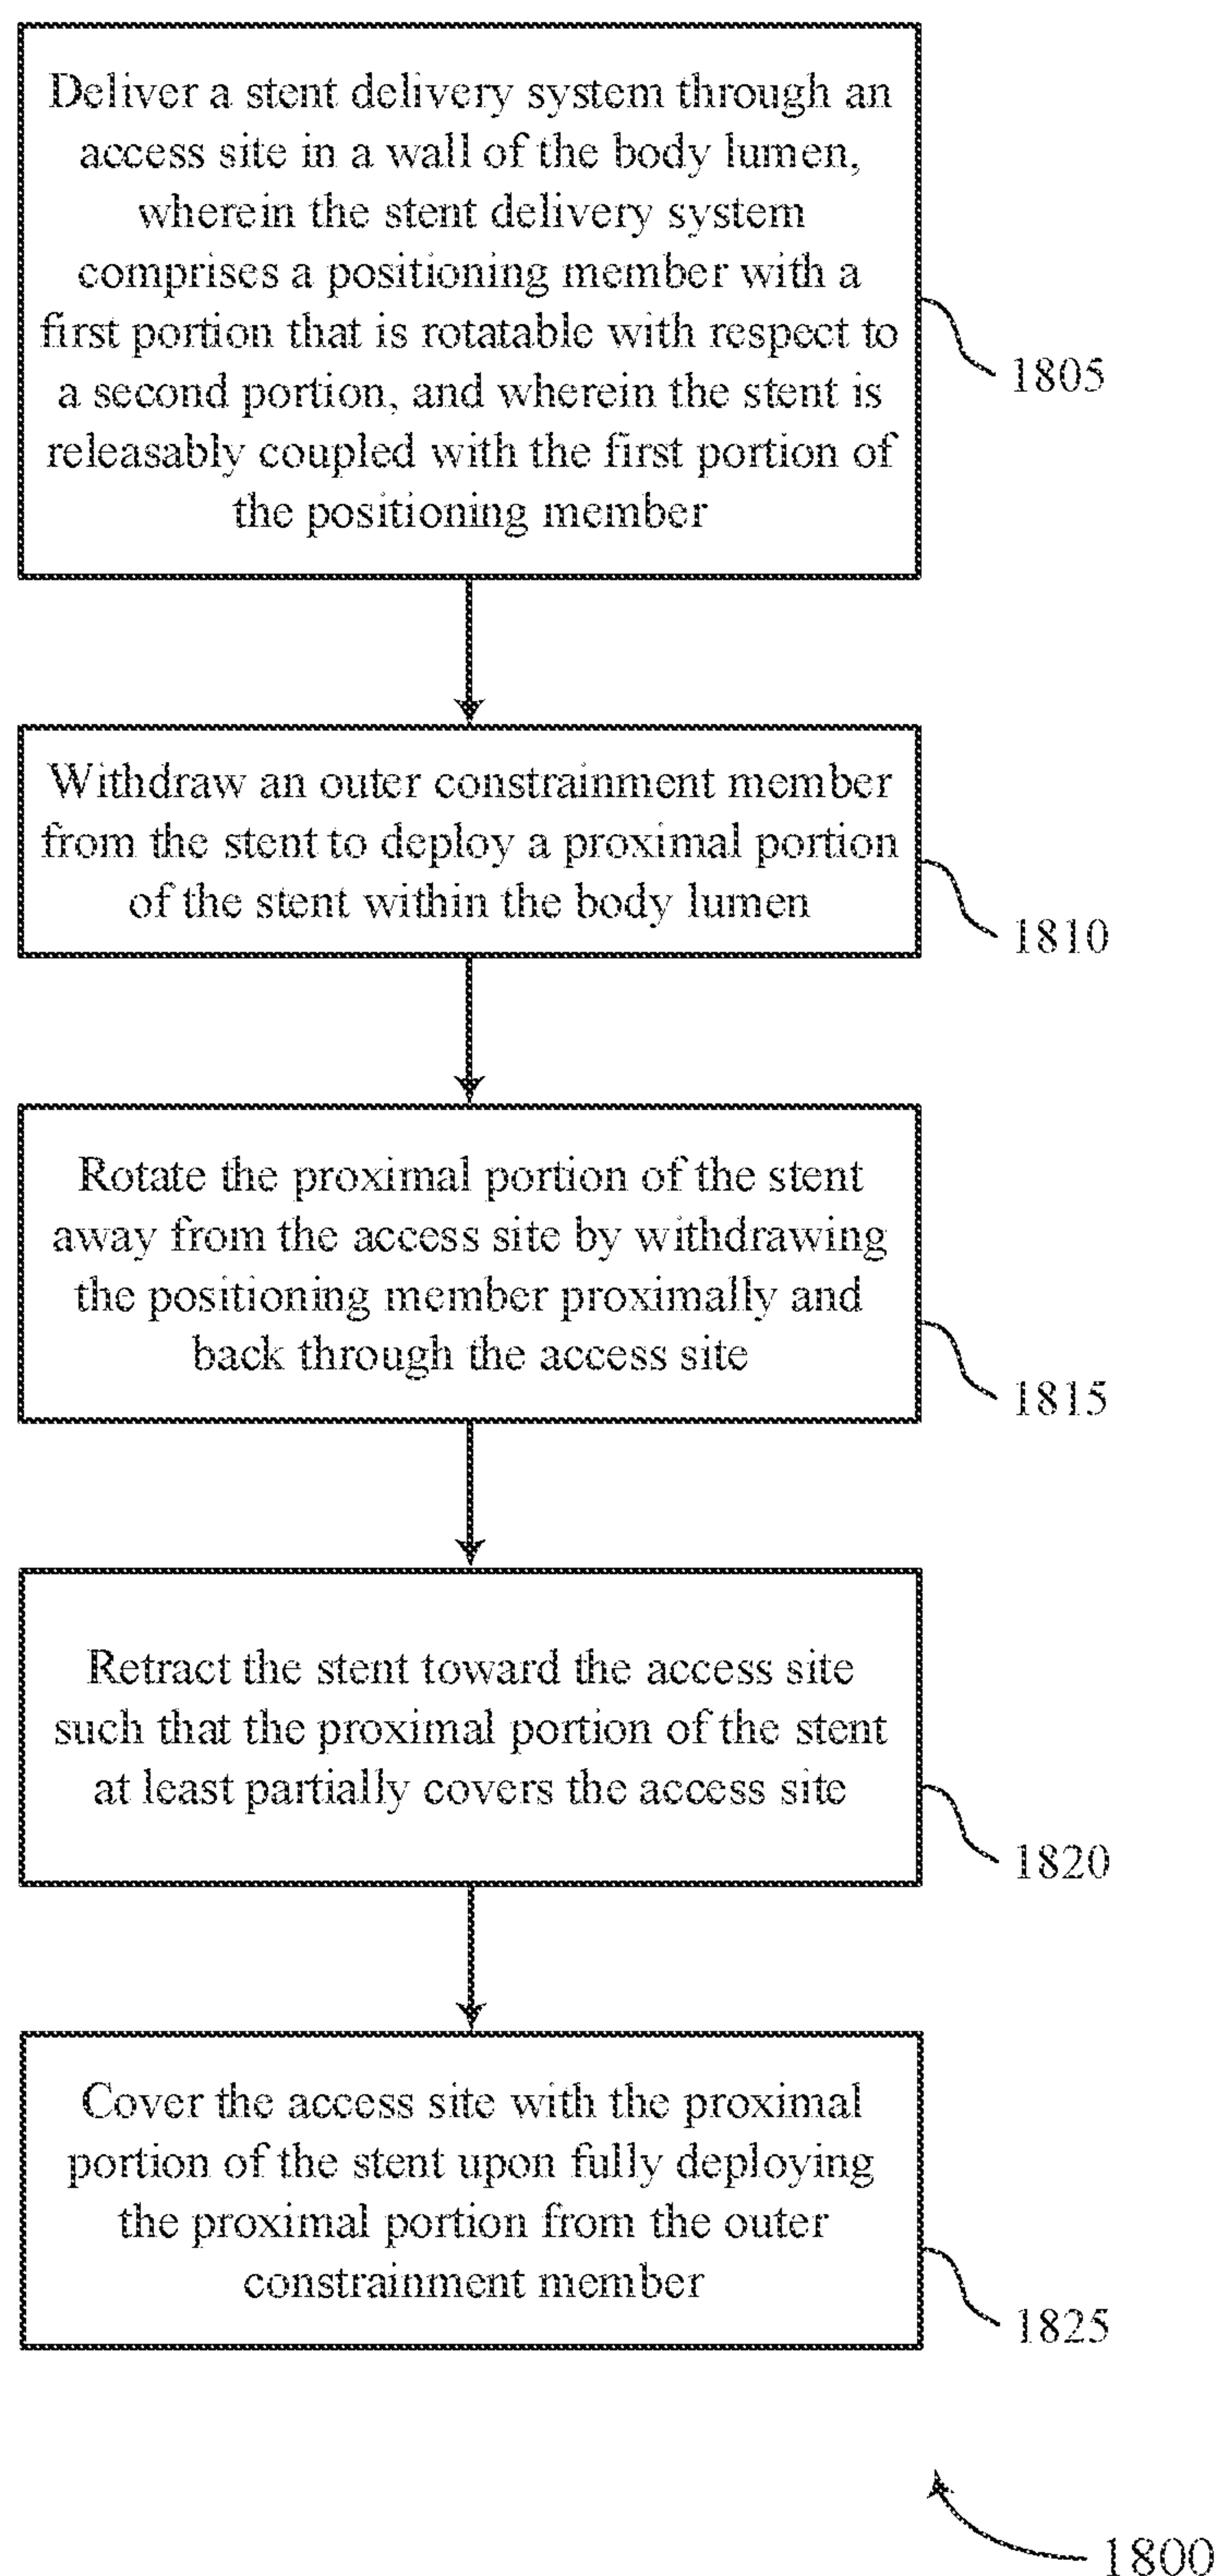 Deliver a stent delivery system through an
access site in a wall of the body lumen,
wherein the stent delivery system
comprises a positioning member with a
first portion that is rotatable with respect to
a second portion, and wherein the stent is
releasably coupled with the first portion of
the positioning member
1805
Withdraw an outer constrainment member
from the stent to deploy a proximal portion
of the stent within the body lumen
1810
Rotate the proximal portion of the stent
away from the access site by withdrawing
the positioning member proximally and
back through the access site
1815
Retract the stent toward the access site
such that the proximal portion of the stent
at least partially covers the access site
1820
Cover the access site with the proximal
portion of the stent upon fully deploying
the proximal portion from the outer
constrainment member
1825
1800